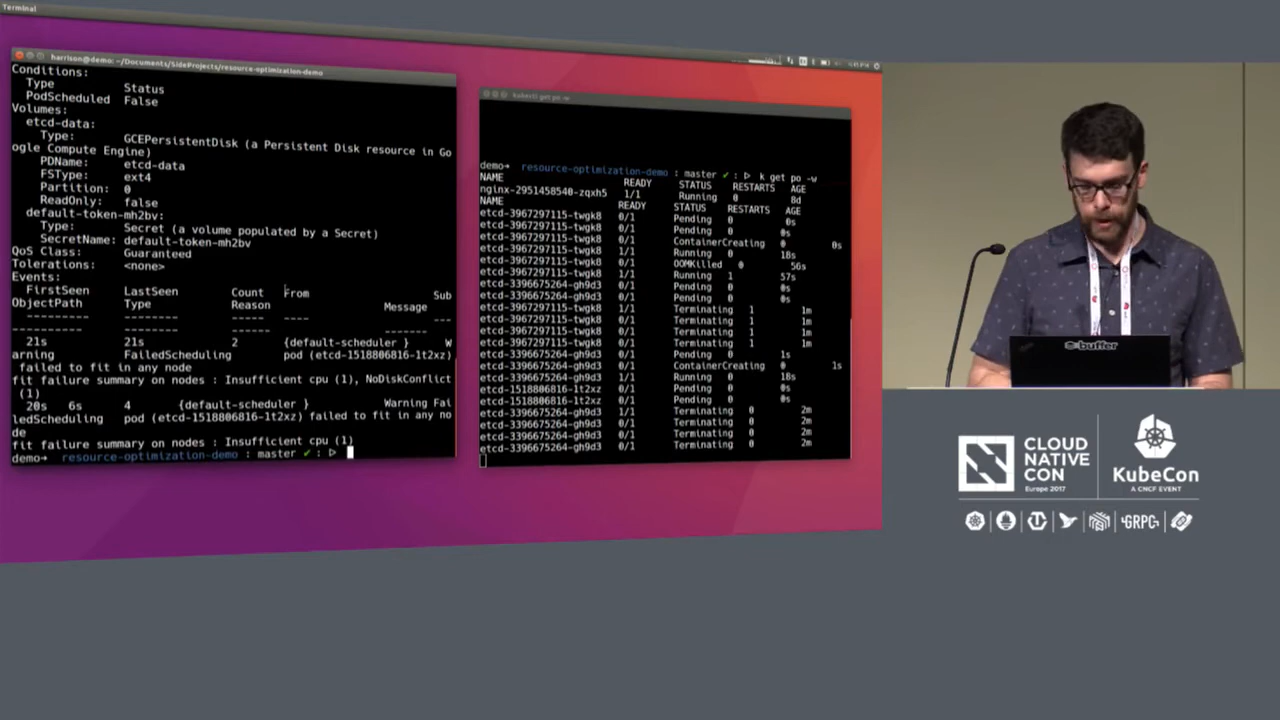 Terminal
harrison@demo: ~/Documents/SideProjects/resource-optimization-demo
Conditions:
Type Status
PodScheduled False
Volumes:
etcd-data:
Type: GCEPersistentDisk (a Persistent Disk resource in Go
ogle Compute Engine)
PDName: etcd-data
FSType: ext4
Partition: 0
ReadOnly: false
default-token-mh2bv:
Type: Secret (a volume populated by a Secret)
SecretName: default-token-mh2bv
QoS Class: Guaranteed
Tolerations: <none>
Events:
FirstSeen LastSeen Count From Sub
ObjectPath Type Reason Message
--------- -------- ----- ---- ---
---------- -------- ------ -------
21s 21s 2 {default-scheduler } W
arning FailedScheduling pod (etcd-1518806816-1t2xz)
failed to fit in any node
fit failure summary on nodes : Insufficient cpu (1), NoDiskConflict
(1)
20s 6s 4 {default-scheduler } Warning Fai
ledScheduling pod (etcd-1518806816-1t2xz) failed to fit in any no
de
fit failure summary on nodes : Insufficient cpu (1)
demo➜ resource-optimization-demo : master ✔ : ▷
kubectl get po -w
demo➜ resource-optimization-demo : master ✔ : ▷ k get po -w
NAME READY STATUS RESTARTS AGE
nginx-2951458540-zqxh5 1/1 Running 0 8d
NAME READY STATUS RESTARTS AGE
etcd-3967297115-twgk8 0/1 Pending 0 0s
etcd-3967297115-twgk8 0/1 Pending 0 0s
etcd-3967297115-twgk8 0/1 ContainerCreating 0 0s
etcd-3967297115-twgk8 1/1 Running 0 18s
etcd-3967297115-twgk8 0/1 OOMKilled 0 56s
etcd-3967297115-twgk8 1/1 Running 1 57s
etcd-3396675264-gh9d3 0/1 Pending 0 0s
etcd-3396675264-gh9d3 0/1 Pending 0 0s
etcd-3967297115-twgk8 1/1 Terminating 1 1m
etcd-3967297115-twgk8 0/1 Terminating 1 1m
etcd-3967297115-twgk8 0/1 Terminating 1 1m
etcd-3967297115-twgk8 0/1 Terminating 1 1m
etcd-3396675264-gh9d3 0/1 Pending 0 1s
etcd-3396675264-gh9d3 0/1 ContainerCreating 0 1s
etcd-3396675264-gh9d3 1/1 Running 0 18s
etcd-1518806816-1t2xz 0/1 Pending 0 0s
etcd-1518806816-1t2xz 0/1 Pending 0 0s
etcd-3396675264-gh9d3 1/1 Terminating 0 2m
etcd-3396675264-gh9d3 0/1 Terminating 0 2m
etcd-3396675264-gh9d3 0/1 Terminating 0 2m
etcd-3396675264-gh9d3 0/1 Terminating 0 2m
buffer
CLOUD
NATIVE
CON
Europe 2017
KubeCon
A CNCF EVENT
GRPC